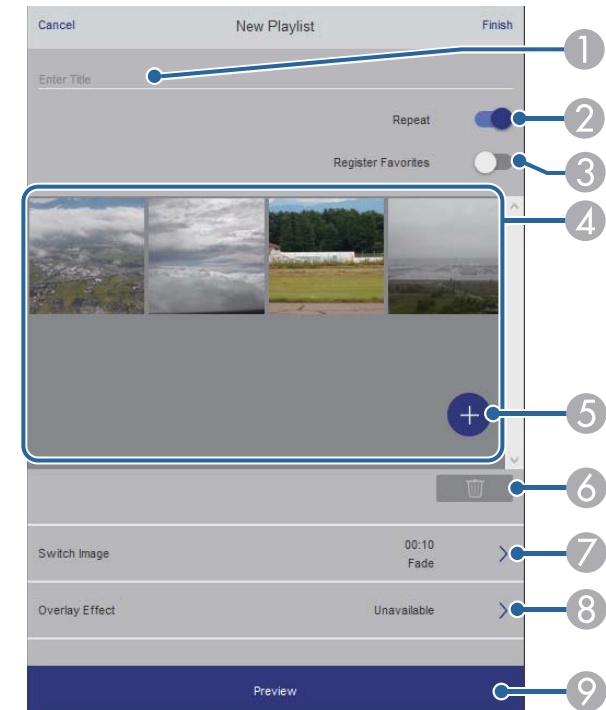 Cancel New Playlist Finish
1
Enter Title
Repeat 2
Register Favorites 3
4
+ 5
6
Switch Image 00:10 7
Fade
Overlay Effect Unavailable 8
Preview 9